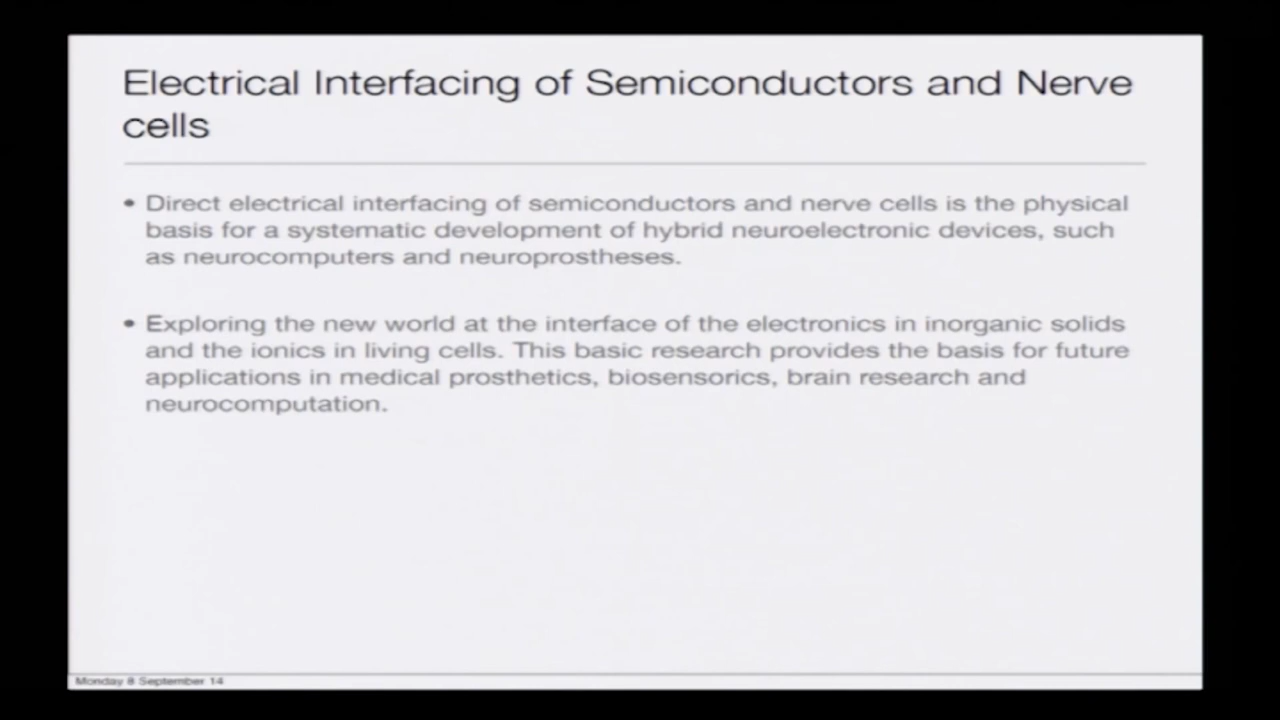 Electrical Interfacing of Semiconductors and Nerve
cells
• Direct electrical interfacing of semiconductors and nerve cells is the physical
basis for a systematic development of hybrid neuroelectronic devices, such
as neurocomputers and neuroprostheses.
• Exploring the new world at the interface of the electronics in inorganic solids
and the ionics in living cells. This basic research provides the basis for future
applications in medical prosthetics, biosensorics, brain research and
neurocomputation.
Monday 8 September 14